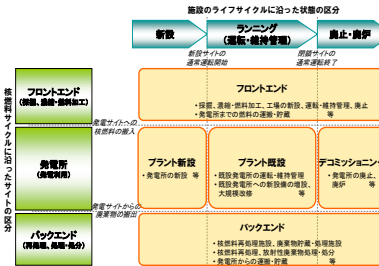 施設のライフサイクルに沿った状態の区分
新設
ランニング
(運転・維持管理)
廃止・廃炉
新設サイトの
通常運転開始
閉鎖サイトの
通常運転終了
核燃料サイクルに沿ったサイトの区分
フロントエンド
(採掘、濃縮・燃料加工)
フロントエンド
・採掘、濃縮・燃料加工、工場の新設、運転・維持管理、廃止
・発電所までの燃料の運搬・貯蔵 等
発電サイトへの
核燃料の搬入
発電所
(発電利用)
プラント新設
・発電所の新設 等
プラント既設
・既設発電所の運転・維持管理
・既設発電所への新設備の増設、
大規模改修 等
デコミッショニング
・発電所の廃止、
廃炉 等
発電サイトからの
廃棄物の搬出
バックエンド
(再処理、処理・処分)
バックエンド
・核燃料再処理施設、廃棄物貯蔵・処理施設
・核燃料再処理、放射性廃棄物処理・処分
・発電所からの運搬・貯蔵 等